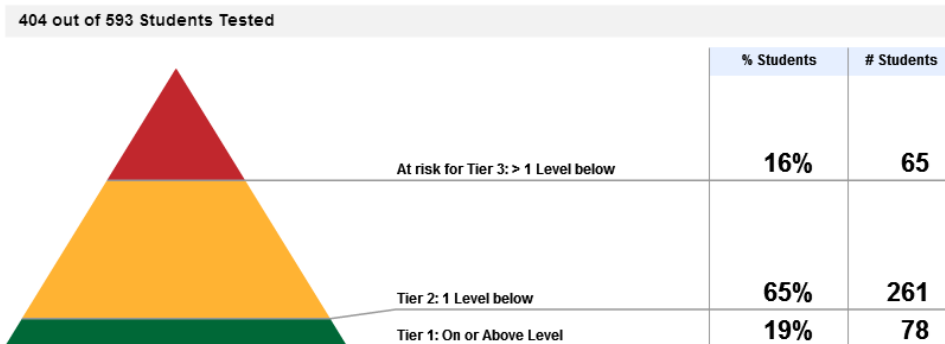 404 out of 593 Students Tested
% Students # Students
At risk for Tier 3: > 1 Level below 16% 65
Tier 2: 1 Level below 65% 261
Tier 1: On or Above Level 19% 78